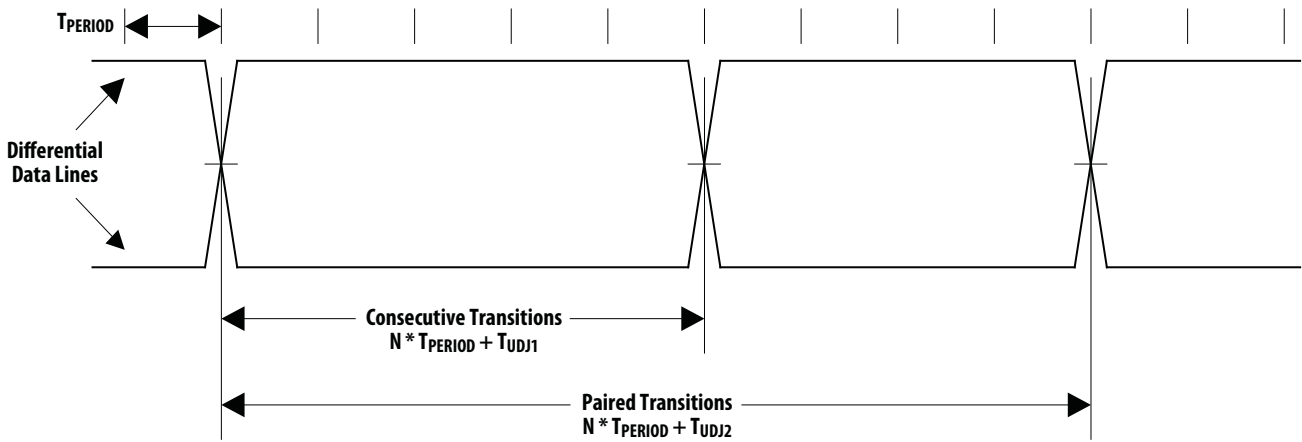 TPERIOD
Differential
Data Lines
Consecutive Transitions
N * TPERIOD + TUDJ1
Paired Transitions
N * TPERIOD + TUDJ2